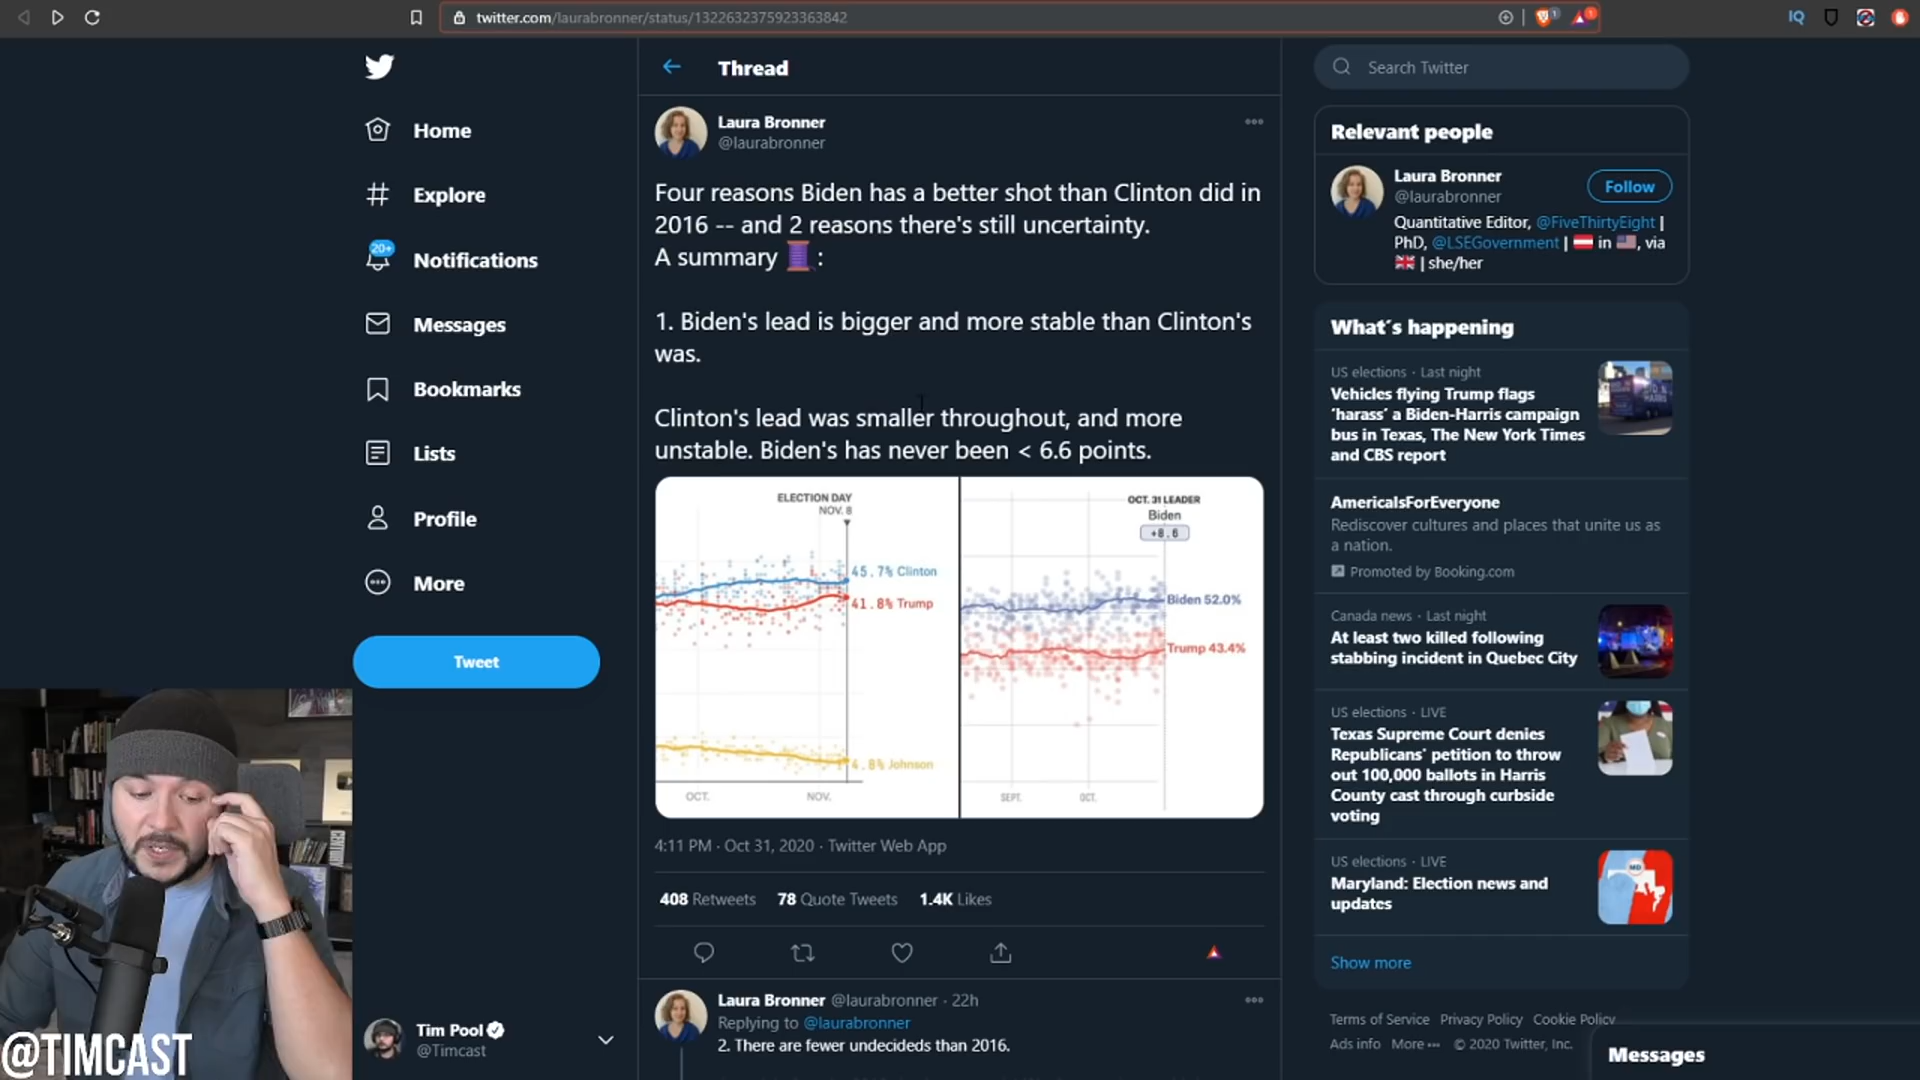 twitter.com/laurabronner/status/1322632375923363842
1
1
IQ
Home
Explore
20+
Notifications
Messages
Bookmarks
Lists
Profile
More
Tweet
Tim Pool
@Timcast
@TIMCAST
Thread
Laura Bronner
@laurabronner
Four reasons Biden has a better shot than Clinton did in
2016 -- and 2 reasons there's still uncertainty.
A summary 🧵:
1. Biden's lead is bigger and more stable than Clinton's
was.
Clinton's lead was smaller throughout, and more
unstable. Biden's has never been < 6.6 points.
ELECTION DAY
NOV. 8
45.7% Clinton
41.8% Trump
4.8% Johnson
OCT.
NOV.
OCT. 31 LEADER
Biden
+8.6
Biden 52.0%
Trump 43.4%
SEPT.
OCT.
4:11 PM · Oct 31, 2020 · Twitter Web App
408 Retweets 78 Quote Tweets 1.4K Likes
Laura Bronner @laurabronner · 22h
Replying to @laurabronner
2. There are fewer undecideds than 2016.
Search Twitter
Relevant people
Laura Bronner
@laurabronner
Follow
Quantitative Editor, @FiveThirtyEight |
PhD, @LSEGovernment | 🇦🇹 in 🇺🇸, via
🇬🇧 | she/her
What's happening
US elections · Last night
Vehicles flying Trump flags
'harass' a Biden-Harris campaign
bus in Texas, The New York Times
and CBS report
AmericaIsForEveryone
Rediscover cultures and places that unite us as
a nation.
Promoted by Booking.com
Canada news · Last night
At least two killed following
stabbing incident in Quebec City
US elections · LIVE
Texas Supreme Court denies
Republicans' petition to throw
out 100,000 ballots in Harris
County cast through curbside
voting
US elections · LIVE
Maryland: Election news and
updates
MD
Show more
Terms of Service Privacy Policy Cookie Policy
Ads info More ··· © 2020 Twitter, Inc.
Messages